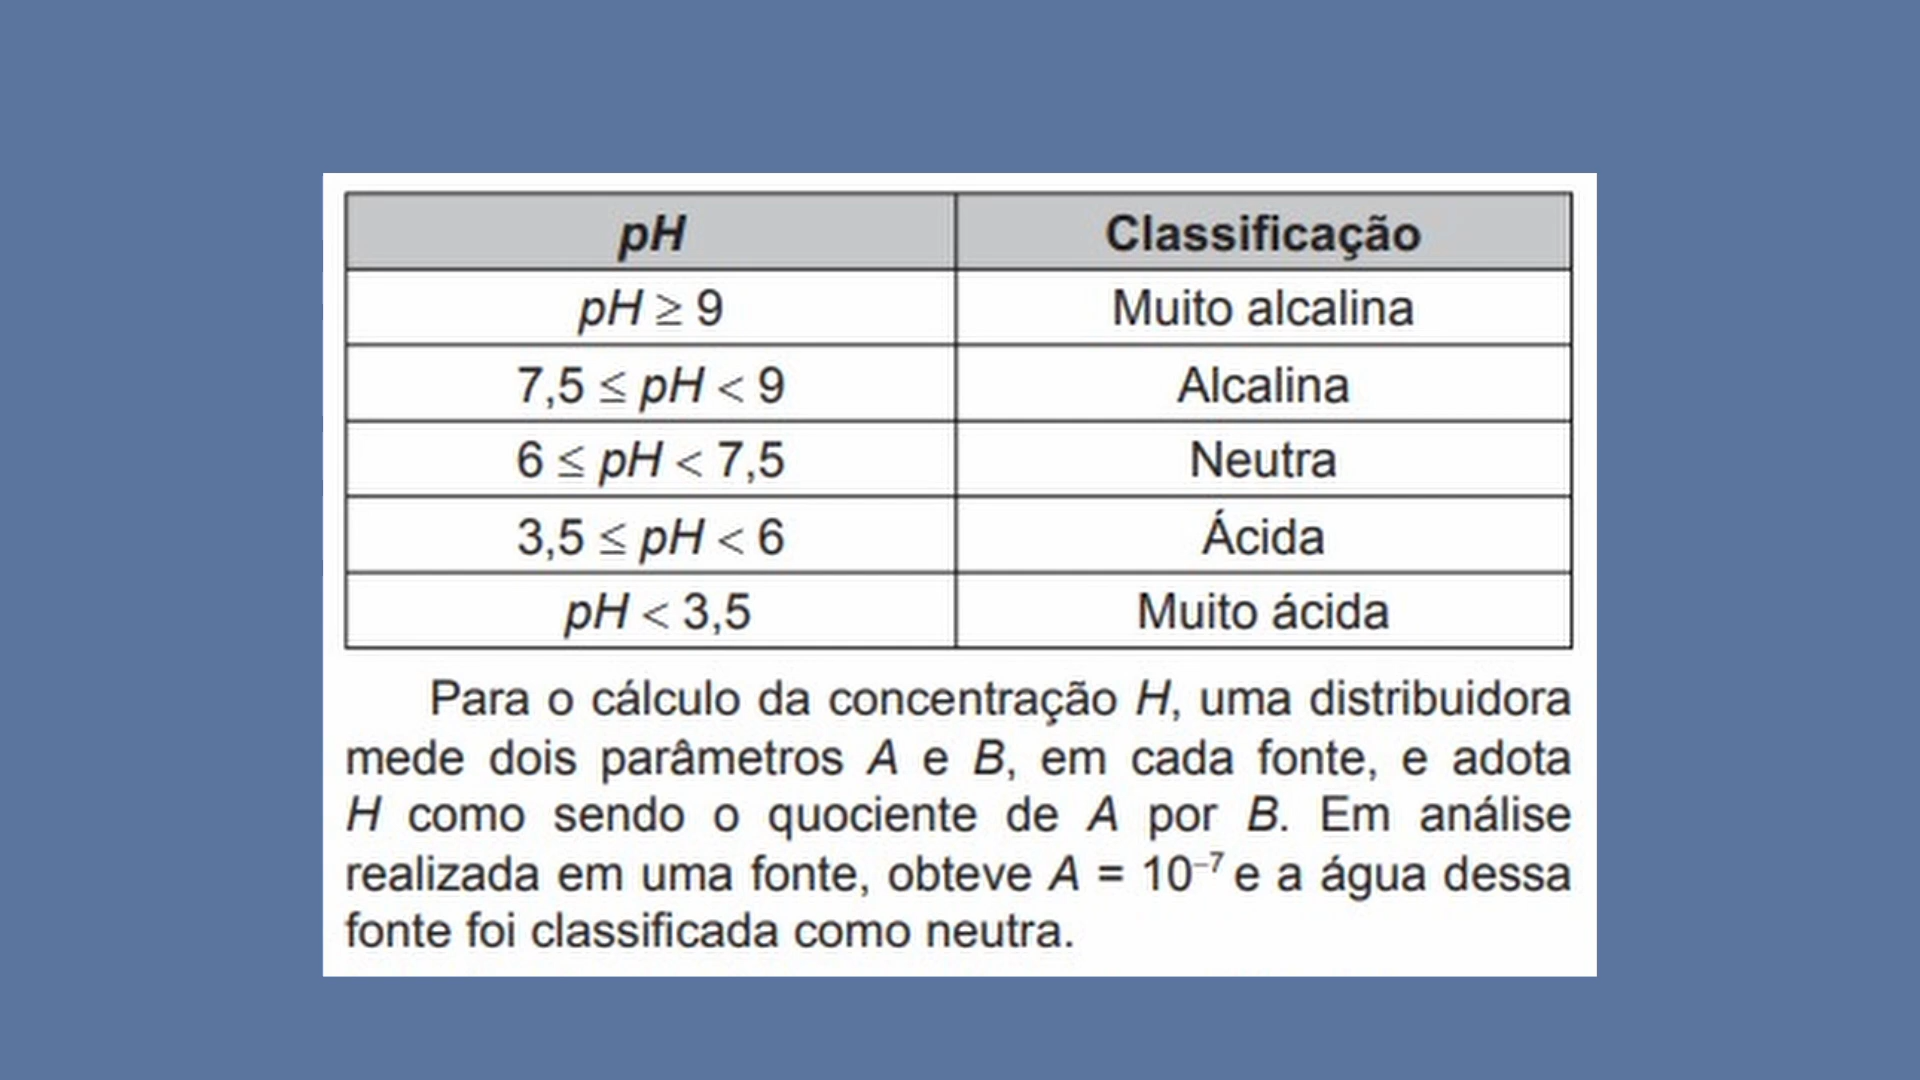 pH Classificação
pH ≥ 9 Muito alcalina
7,5 ≤ pH < 9 Alcalina
6 ≤ pH < 7,5 Neutra
3,5 ≤ pH < 6 Ácida
pH < 3,5 Muito ácida
Para o cálculo da concentração H, uma distribuidora
mede dois parâmetros A e B, em cada fonte, e adota
H como sendo o quociente de A por B. Em análise
realizada em uma fonte, obteve A = 10⁻⁷ e a água dessa
fonte foi classificada como neutra.